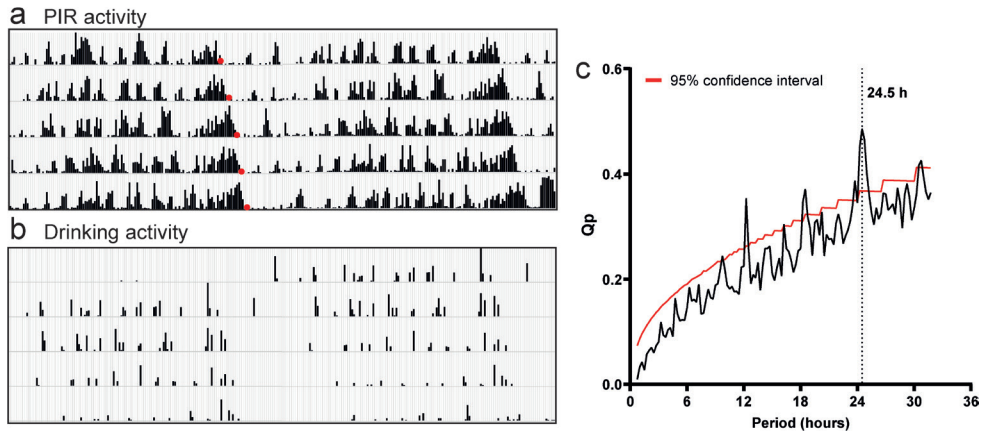 a PIR activity
b Drinking activity
C
95% confidence interval
24.5 h
Qp
0.6
0.4
0.2
0.0
0 6 12 18 24 30 36
Period (hours)